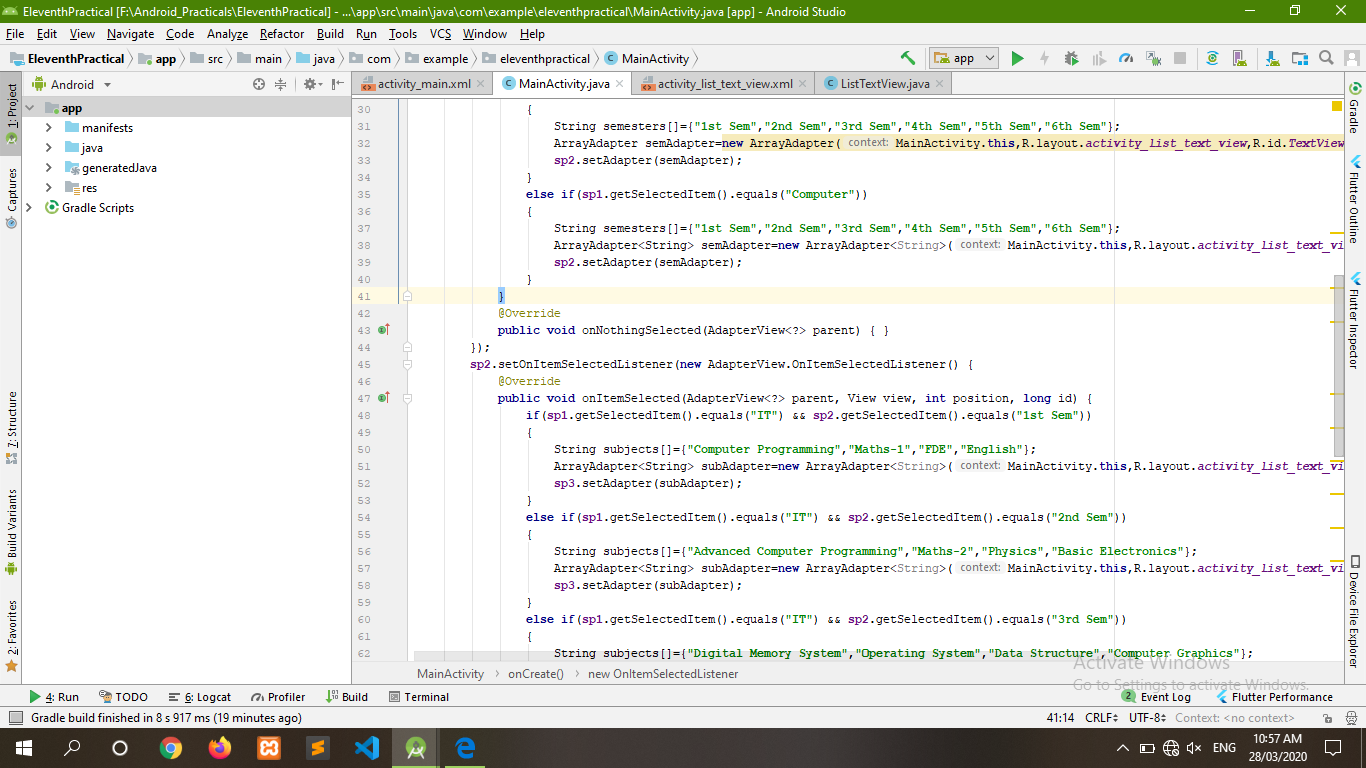 EleventhPractical [F:\Android_Practicals\EleventhPractical] - ...\app\src\main\java\com\example\eleventhpractical\MainActivity.java [app] - Android Studio
File Edit View Navigate Code Analyze Refactor Build Run Tools VCS Window Help
EleventhPractical app src main java com example eleventhpractical MainActivity app
1: Project
Captures
7: Structure
Build Variants
2: Favorites
Android
app
manifests
java
generatedJava
res
Gradle Scripts
activity_main.xml MainActivity.java activity_list_text_view.xml ListTextView.java
30 {
31 String semesters[]={"1st Sem","2nd Sem","3rd Sem","4th Sem","5th Sem","6th Sem"};
32 ArrayAdapter semAdapter=new ArrayAdapter( context: MainActivity.this,R.layout.activity_list_text_view,R.id.TextView
33 sp2.setAdapter(semAdapter);
34 }
35 else if(sp1.getSelectedItem().equals("Computer"))
36 {
37 String semesters[]={"1st Sem","2nd Sem","3rd Sem","4th Sem","5th Sem","6th Sem"};
38 ArrayAdapter<String> semAdapter=new ArrayAdapter<String>( context: MainActivity.this,R.layout.activity_list_text_vi
39 sp2.setAdapter(semAdapter);
40 }
41 }
42 @Override
43 public void onNothingSelected(AdapterView<?> parent) { }
44 });
45 sp2.setOnItemSelectedListener(new AdapterView.OnItemSelectedListener() {
46 @Override
47 public void onItemSelected(AdapterView<?> parent, View view, int position, long id) {
48 if(sp1.getSelectedItem().equals("IT") && sp2.getSelectedItem().equals("1st Sem"))
49 {
50 String subjects[]={"Computer Programming","Maths-1","FDE","English"};
51 ArrayAdapter<String> subAdapter=new ArrayAdapter<String>( context: MainActivity.this,R.layout.activity_list_text_vi
52 sp3.setAdapter(subAdapter);
53 }
54 else if(sp1.getSelectedItem().equals("IT") && sp2.getSelectedItem().equals("2nd Sem"))
55 {
56 String subjects[]={"Advanced Computer Programming","Maths-2","Physics","Basic Electronics"};
57 ArrayAdapter<String> subAdapter=new ArrayAdapter<String>( context: MainActivity.this,R.layout.activity_list_text_vi
58 sp3.setAdapter(subAdapter);
59 }
60 else if(sp1.getSelectedItem().equals("IT") && sp2.getSelectedItem().equals("3rd Sem"))
61 {
62 String subjects[]={"Digital Memory System","Operating System","Data Structure","Computer Graphics"};
MainActivity onCreate() new OnItemSelectedListener
Gradle
Flutter Outline
Flutter Inspector
Device File Explorer
Activate Windows
Go to Settings to activate Windows.
4: Run TODO 6: Logcat Profiler Build Terminal 2 Event Log Flutter Performance
Gradle build finished in 8 s 917 ms (19 minutes ago) 41:14 CRLF UTF-8 Context: <no context>
ENG 10:57 AM
28/03/2020